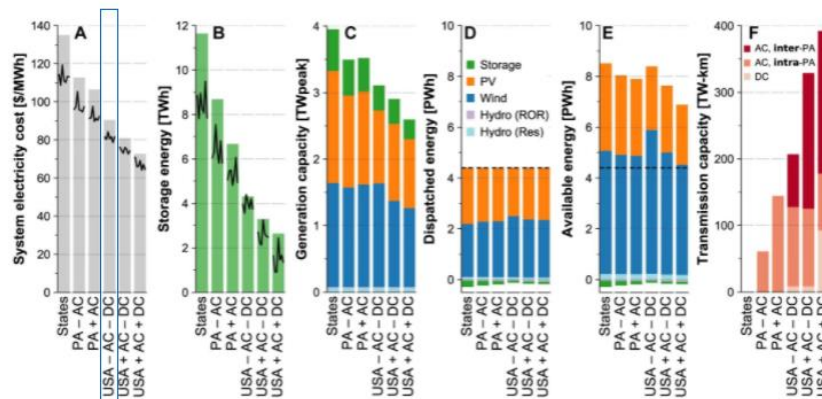 A
B
C
D
E
F
System electricity cost [$/MWh]
140
120
100
80
60
40
20
0
States
PA – AC
PA + AC
USA – AC – DC
USA + AC – DC
USA + AC + DC
Storage energy [TWh]
12
10
8
6
4
2
0
States
PA – AC
PA + AC
USA – AC – DC
USA + AC – DC
USA + AC + DC
Generation capacity [TWpeak]
4
3
2
1
0
States
PA – AC
PA + AC
USA – AC – DC
USA + AC – DC
USA + AC + DC
Dispatched energy [PWh]
10
8
6
4
2
0
Storage
PV
Wind
Hydro (ROR)
Hydro (Res)
States
PA – AC
PA + AC
USA – AC – DC
USA + AC – DC
USA + AC + DC
Available energy [PWh]
10
8
6
4
2
0
States
PA – AC
PA + AC
USA – AC – DC
USA + AC – DC
USA + AC + DC
Transmission capacity [TW-km]
400
300
200
100
0
AC, inter-PA
AC, intra-PA
DC
States
PA – AC
PA + AC
USA – AC – DC
USA + AC – DC
USA + AC + DC